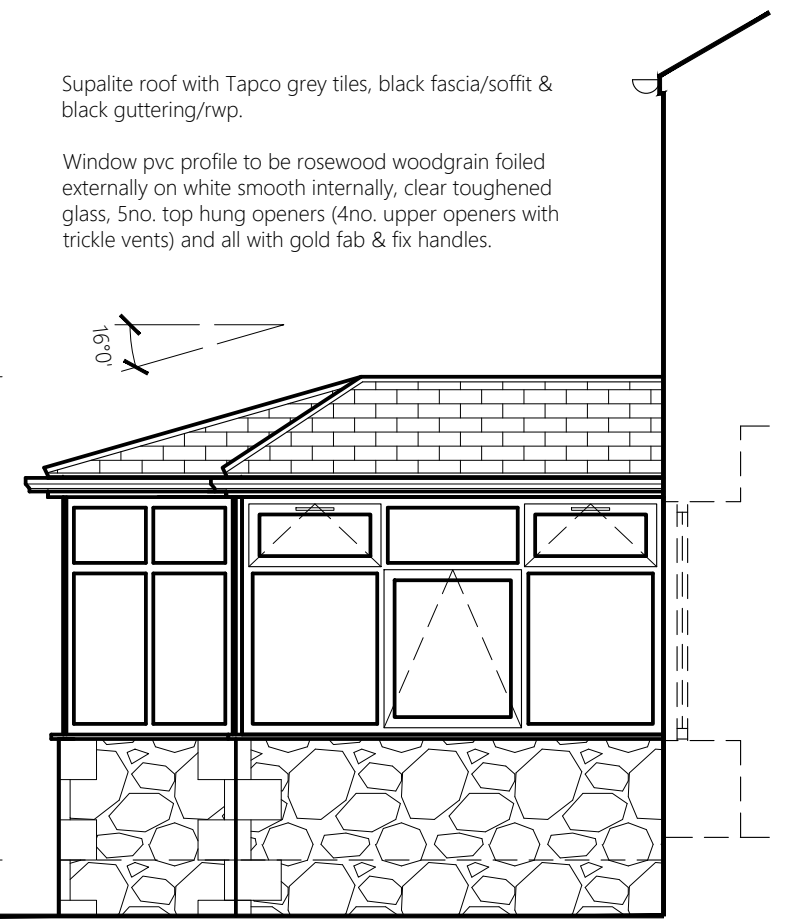 Supalite roof with Tapco grey tiles, black fascia/soffit &
black guttering/rwp.
Window pvc profile to be rosewood woodgrain foiled
externally on white smooth internally, clear toughened
glass, 5no. top hung openers (4no. upper openers with
trickle vents) and all with gold fab & fix handles.
16°0'